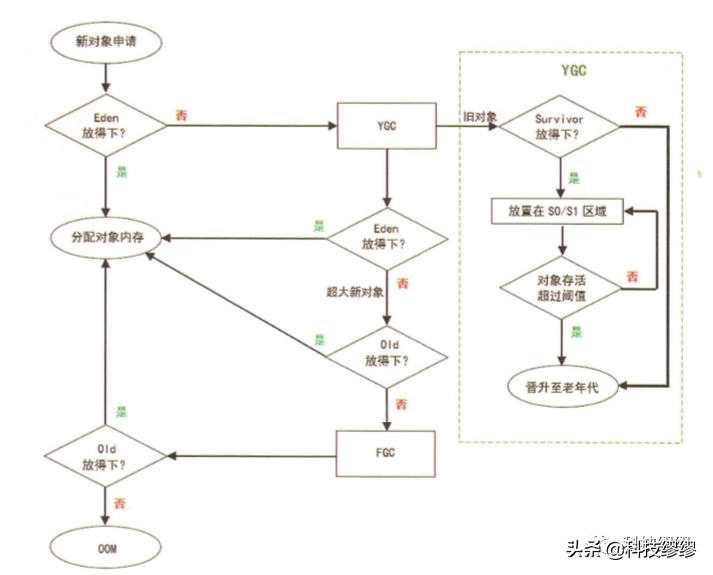 新对象申请
YGC
Eden
放得下?
否
YGC
旧对象
Survivor
放得下?
否
是
是
放置在 S0/S1 区域
分配对象内存
是
Eden
放得下?
对象存活
超过阈值
否
超大新对象
否
是
是
Old
放得下?
晋升至老年代
否
是
Old
放得下?
FGC
否
OOM
科技缪缪
头条 @科技缪缪